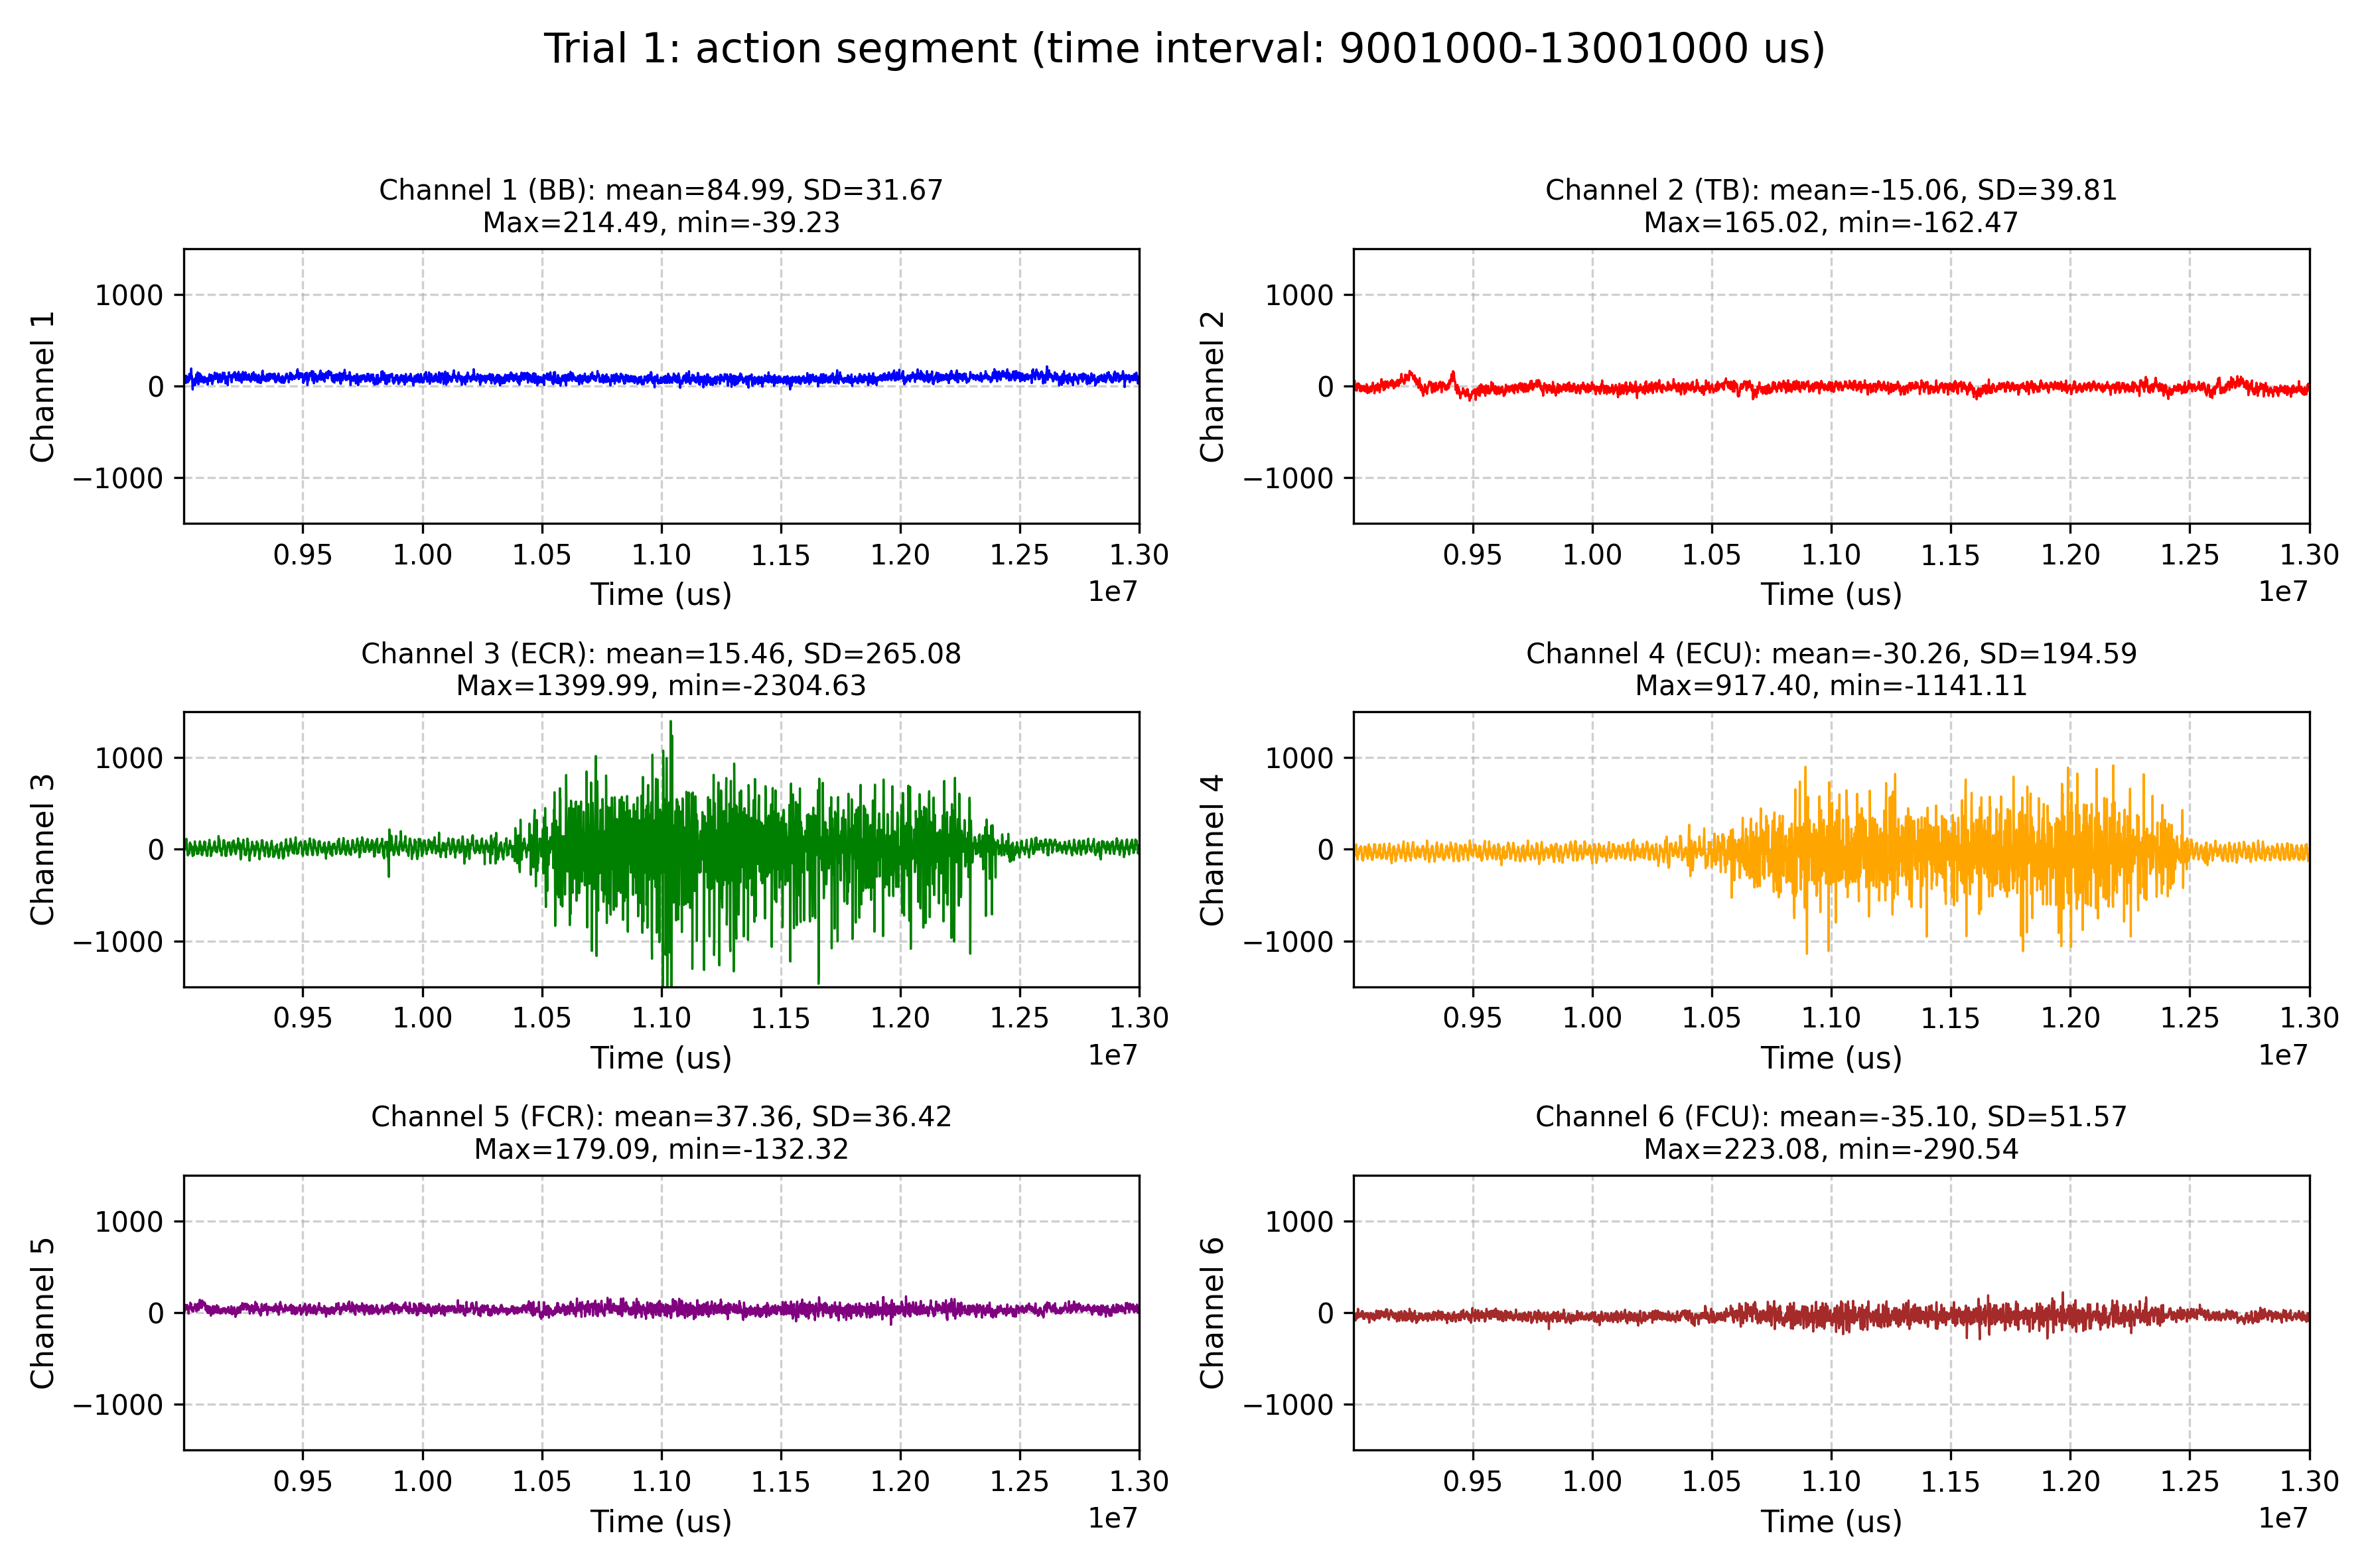 Trial 1: action segment (time interval: 9001000-13001000 us)
Channel 1 (BB): mean=84.99, SD=31.67
Max=214.49, min=-39.23
Channel 1
1000
0
−1000
0.95 1.00 1.05 1.10 1.15 1.20 1.25 1.30
Time (us)
1e7
Channel 2 (TB): mean=-15.06, SD=39.81
Max=165.02, min=-162.47
Channel 2
1000
0
−1000
0.95 1.00 1.05 1.10 1.15 1.20 1.25 1.30
Time (us)
1e7
Channel 3 (ECR): mean=15.46, SD=265.08
Max=1399.99, min=-2304.63
Channel 3
1000
0
−1000
0.95 1.00 1.05 1.10 1.15 1.20 1.25 1.30
Time (us)
1e7
Channel 4 (ECU): mean=-30.26, SD=194.59
Max=917.40, min=-1141.11
Channel 4
1000
0
−1000
0.95 1.00 1.05 1.10 1.15 1.20 1.25 1.30
Time (us)
1e7
Channel 5 (FCR): mean=37.36, SD=36.42
Max=179.09, min=-132.32
Channel 5
1000
0
−1000
0.95 1.00 1.05 1.10 1.15 1.20 1.25 1.30
Time (us)
1e7
Channel 6 (FCU): mean=-35.10, SD=51.57
Max=223.08, min=-290.54
Channel 6
1000
0
−1000
0.95 1.00 1.05 1.10 1.15 1.20 1.25 1.30
Time (us)
1e7